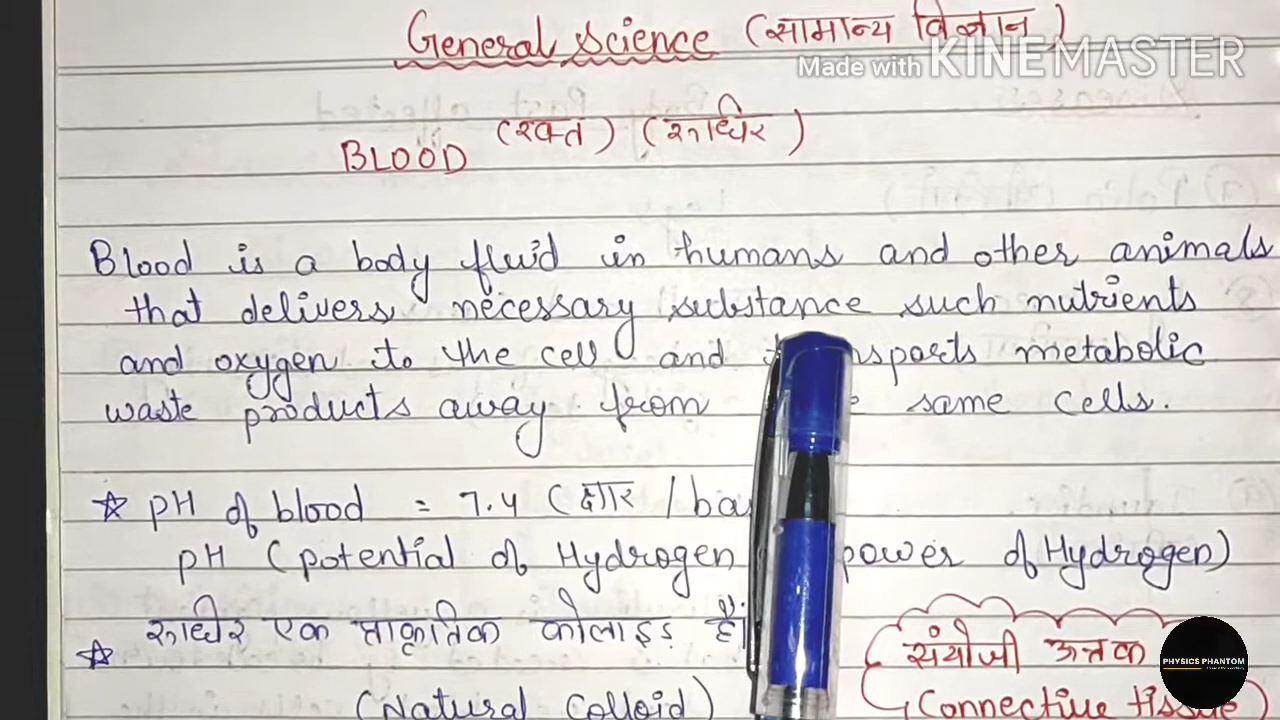 General science (सामान्य विज्ञान)
Made with KINEMASTER
BLOOD (रक्त) (रूधिर)
Blood is a body fluid in humans and other animals
that delivers necessary substance such nutrients
and oxygen to the cell and metabolic
waste products away from same cells.
☆ pH of blood = 7.4 (क्षार /
pH (potential of Hydrogen power of Hydrogen)
☆ रूधिर एक प्राकृतिक कोलाइड है।
(Natural Colloid)
संयोजी ऊत्तक
(Connective tissue)
PHYSICS PHANTOM